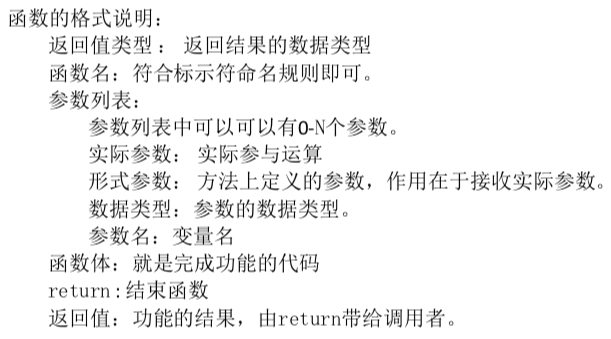 函数的格式说明：
返回值类型： 返回结果的数据类型
函数名：符合标示符命名规则即可。
参数列表：
参数列表中可以可以有0-N个参数。
实际参数： 实际参与运算
形式参数： 方法上定义的参数，作用在于接收实际参数。
数据类型：参数的数据类型。
参数名：变量名
函数体：就是完成功能的代码
return:结束函数
返回值：功能的结果，由return带给调用者。